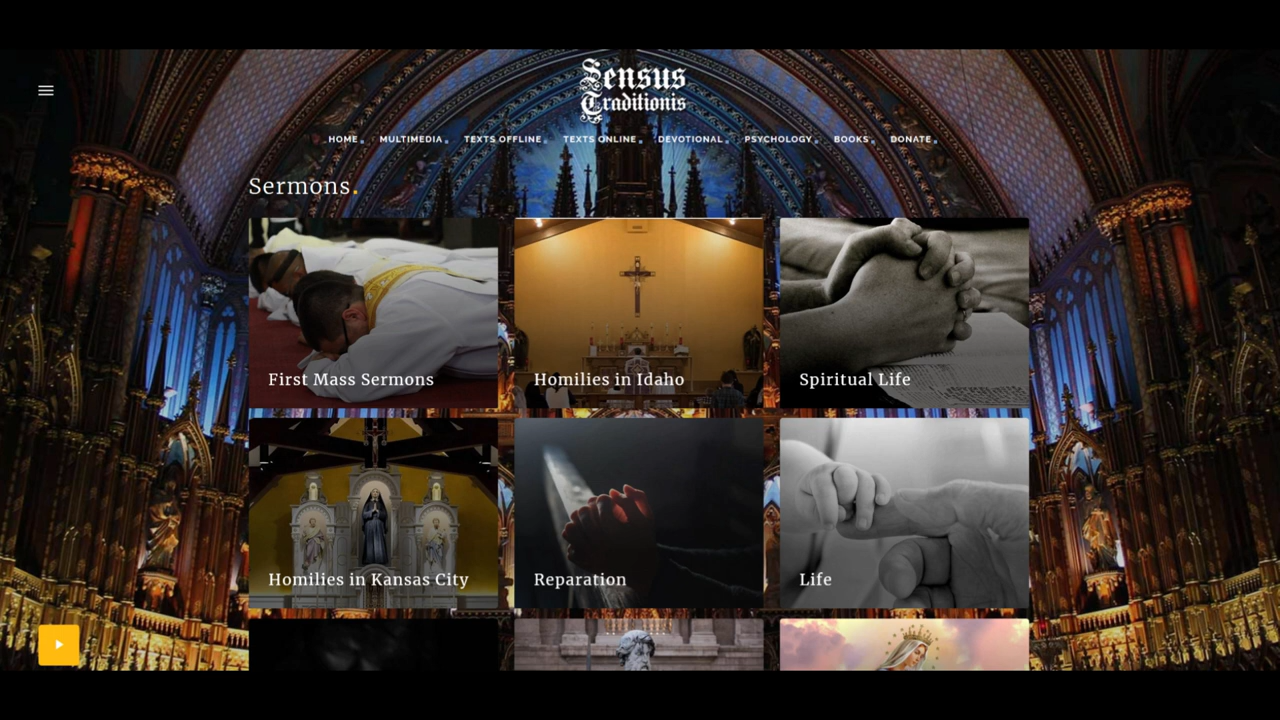 Sensus
Traditionis
HOME MULTIMEDIA TEXTS OFFLINE TEXTS ONLINE DEVOTIONAL PSYCHOLOGY BOOKS DONATE
Sermons.
First Mass Sermons
Homilies in Idaho
Spiritual Life
Homilies in Kansas City
Reparation
Life